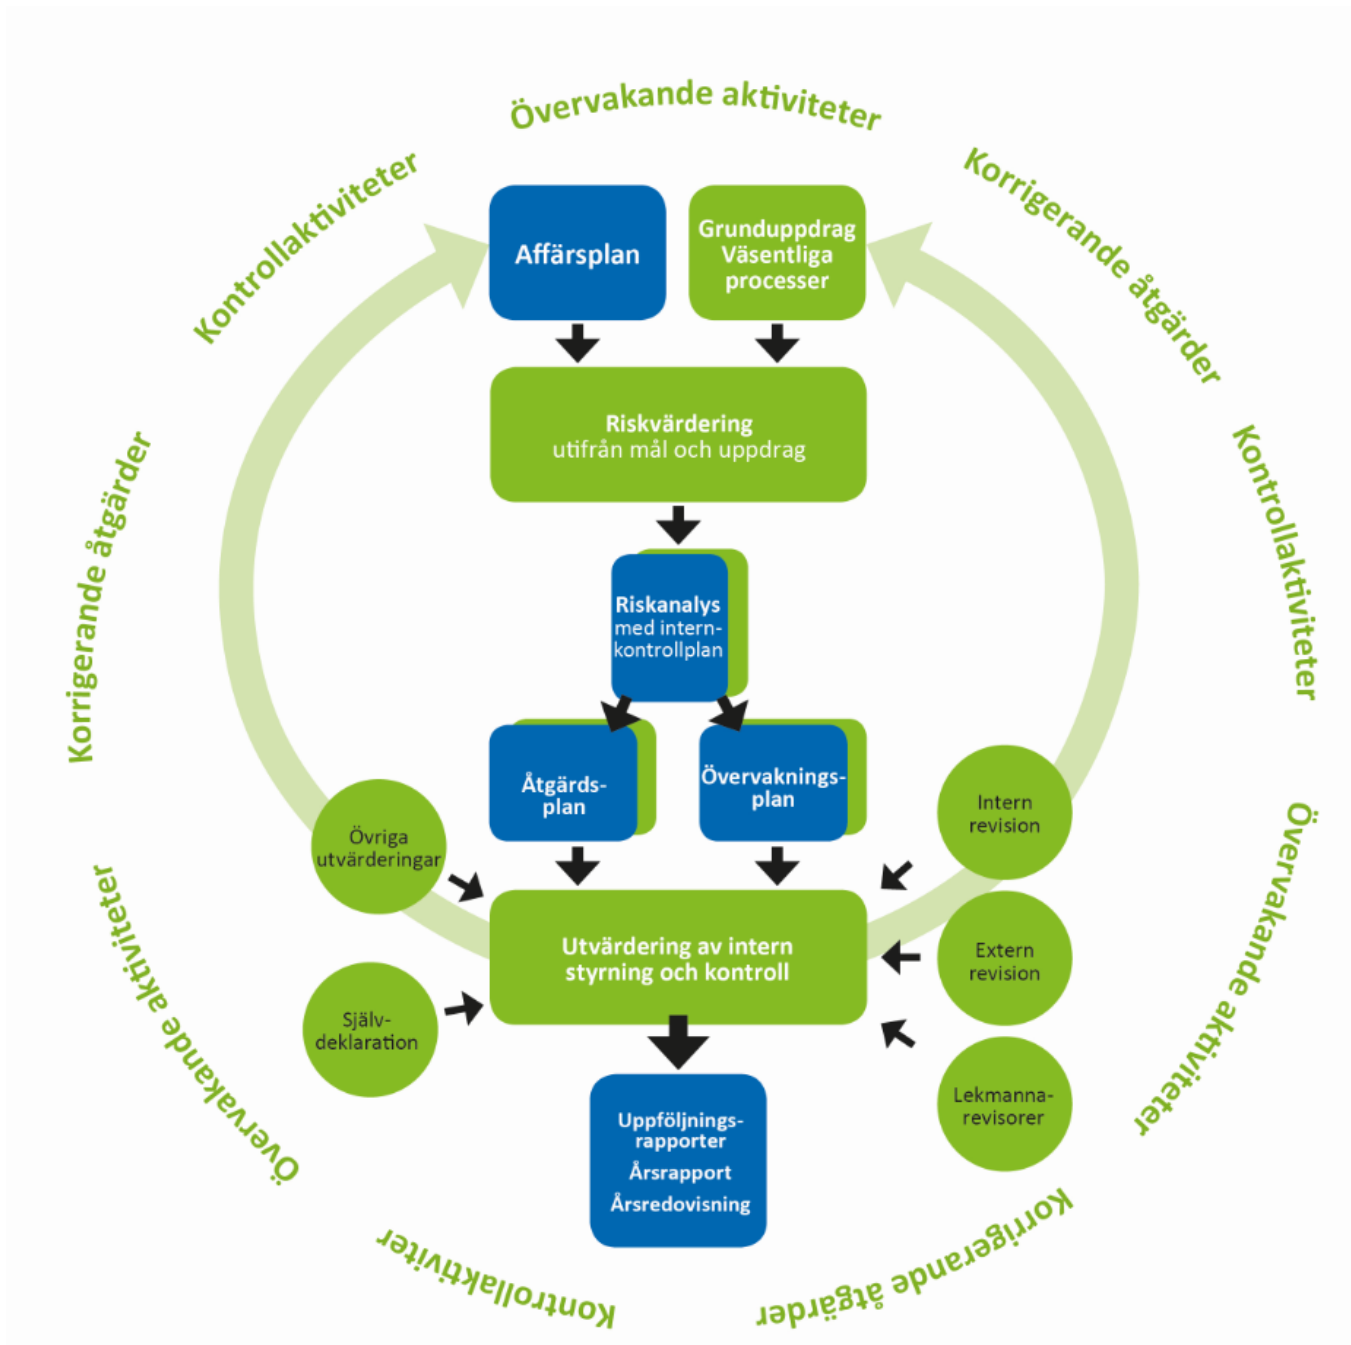 Övervakande aktiviteter
Korrigerande åtgärder
Kontrollaktiviteter
Övervakande aktiviteter
Korrigerande åtgärder
Kontrollaktiviter
Övervakande aktiviteter
Korrigerande åtgärder
Kontrollaktiviteter
Affärsplan
Grunduppdrag
Väsentliga
processer
Riskvärdering
utifrån mål och uppdrag
Riskanalys
med intern-
kontrollplan
Åtgärds-
plan
Övervaknings-
plan
Övriga
utvärderingar
Själv-
deklaration
Utvärdering av intern
styrning och kontroll
Intern
revision
Extern
revision
Lekmanna-
revisorer
Uppföljnings-
rapporter
Årsrapport
Årsredovisning